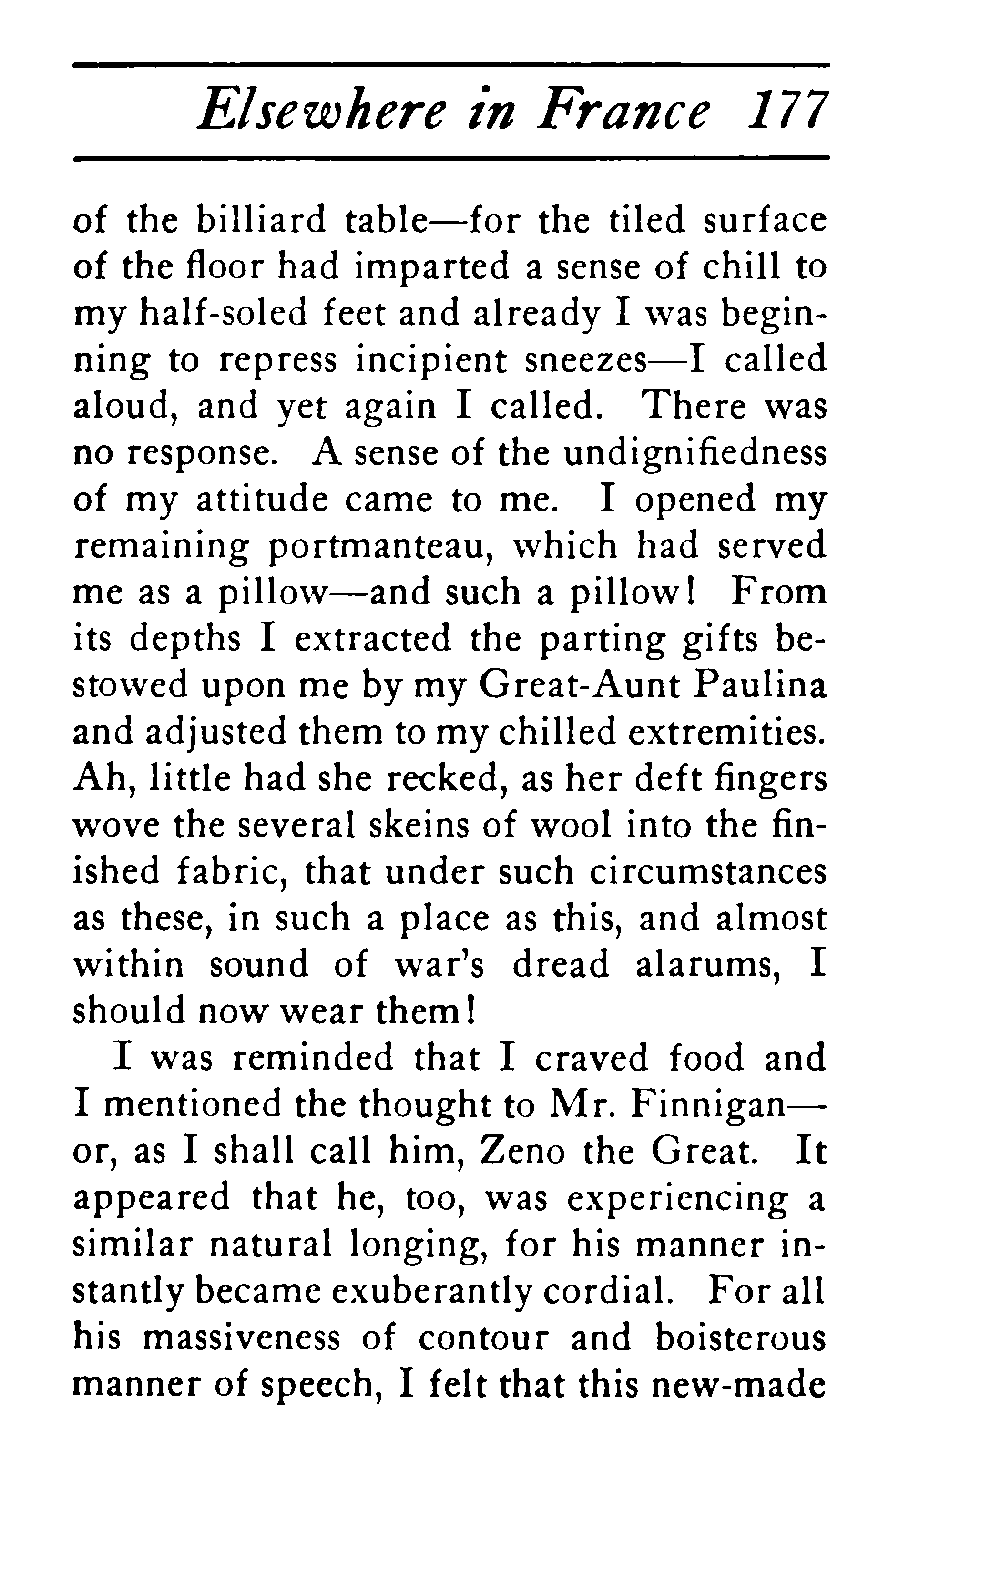 Elsewhere in France 177
of the billiard table—for the tiled surface
of the floor had imparted a sense of chill to
my half-soled feet and already I was begin-
ning to repress incipient sneezes—I called
aloud, and yet again I called. There was
no response. A sense of the undignifiedness
of my attitude came to me. I opened my
remaining portmanteau, which had served
me as a pillow—and such a pillow! From
its depths I extracted the parting gifts be-
stowed upon me by my Great-Aunt Paulina
and adjusted them to my chilled extremities.
Ah, little had she recked, as her deft fingers
wove the several skeins of wool into the fin-
ished fabric, that under such circumstances
as these, in such a place as this, and almost
within sound of war's dread alarums, I
should now wear them!
I was reminded that I craved food and
I mentioned the thought to Mr. Finnigan—
or, as I shall call him, Zeno the Great. It
appeared that he, too, was experiencing a
similar natural longing, for his manner in-
stantly became exuberantly cordial. For all
his massiveness of contour and boisterous
manner of speech, I felt that this new-made